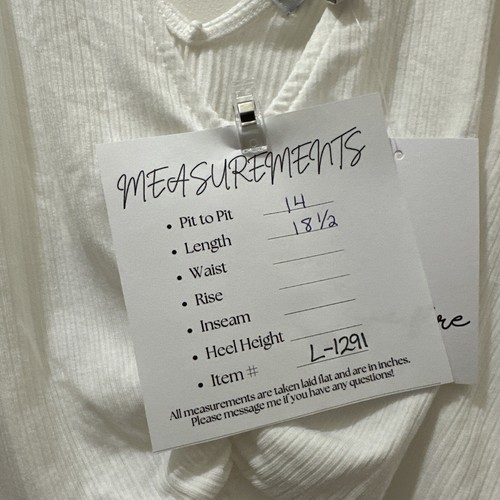 MEASUREMENTS
• Pit to Pit 14
• Length 18 1/2
• Waist
• Rise
• Inseam
• Heel Height
• Item # L-1291
All measurements are taken laid flat and are in inches.
Please message me if you have any questions!
re